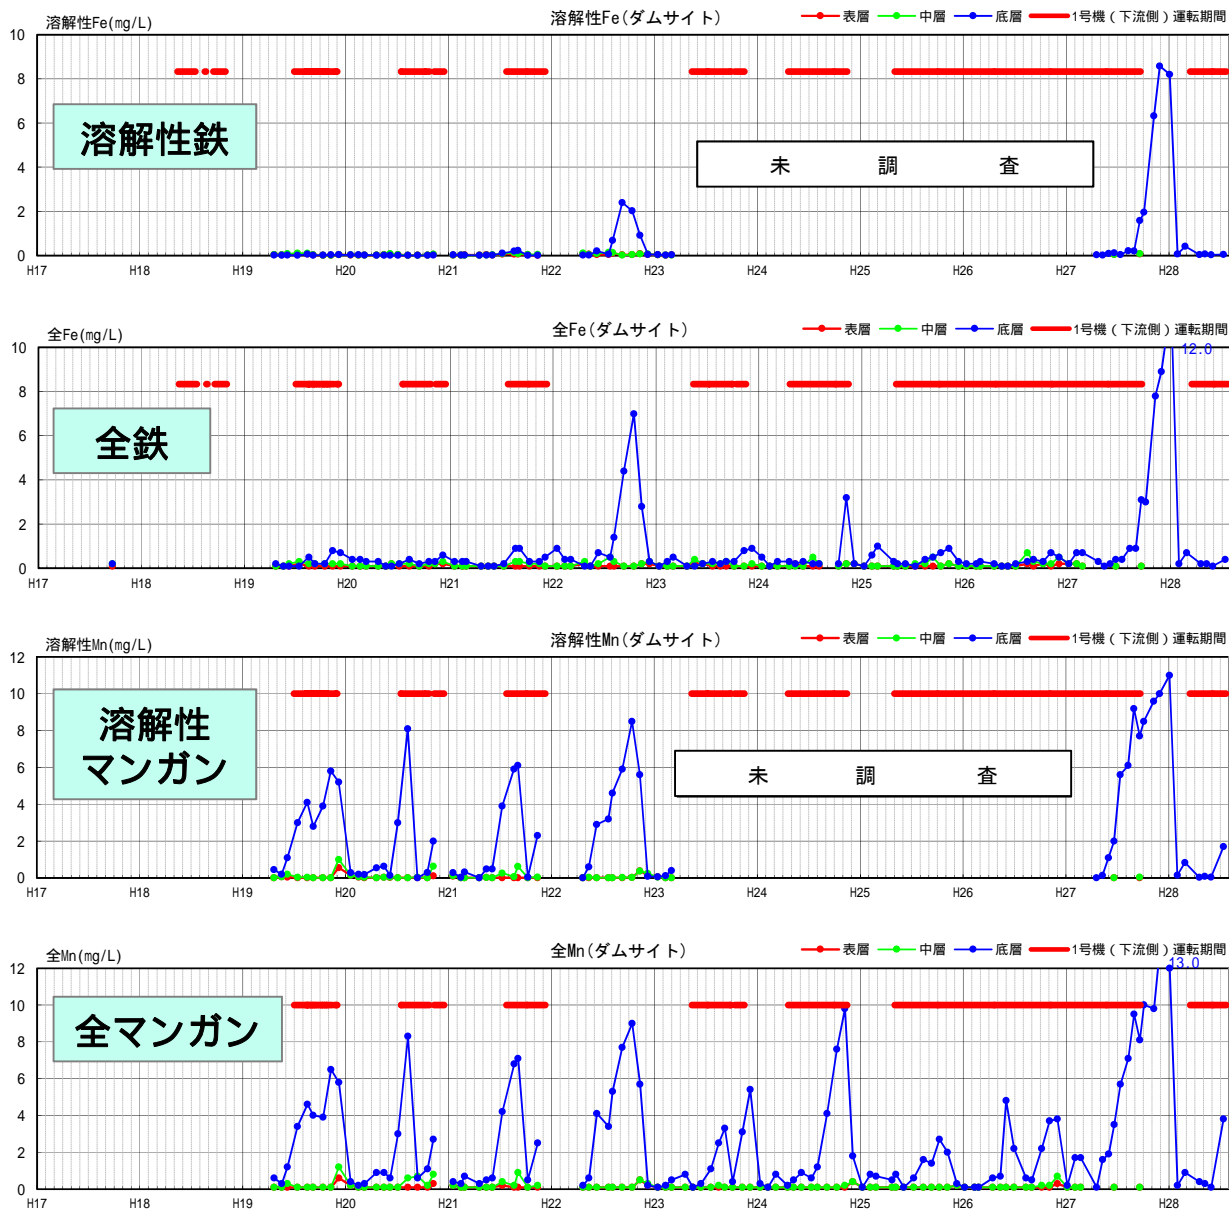 溶解性Fe(mg/L)
溶解性Fe(ダムサイト)
表層 中層 底層 1号機(下流側)運転期間
10
8
6
4
2
0
溶解性鉄
未 調 査
H17 H18 H19 H20 H21 H22 H23 H24 H25 H26 H27 H28
全Fe(mg/L)
全Fe(ダムサイト)
表層 中層 底層 1号機(下流側)運転期間
10
8
6
4
2
0
12.0
全鉄
H17 H18 H19 H20 H21 H22 H23 H24 H25 H26 H27 H28
溶解性Mn(mg/L)
溶解性Mn(ダムサイト)
表層 中層 底層 1号機(下流側)運転期間
12
10
8
6
4
2
0
溶解性
マンガン
未 調 査
H17 H18 H19 H20 H21 H22 H23 H24 H25 H26 H27 H28
全Mn(mg/L)
全Mn(ダムサイト)
表層 中層 底層 1号機(下流側)運転期間
12
10
8
6
4
2
0
13.0
全マンガン
H17 H18 H19 H20 H21 H22 H23 H24 H25 H26 H27 H28